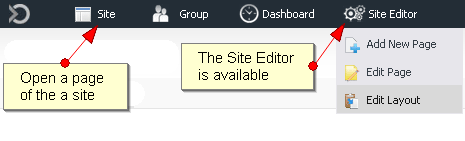 Site Group Dashboard Site Editor
Open a page
of the a site
The Site Editor
is available
Add New Page
Edit Page
Edit Layout